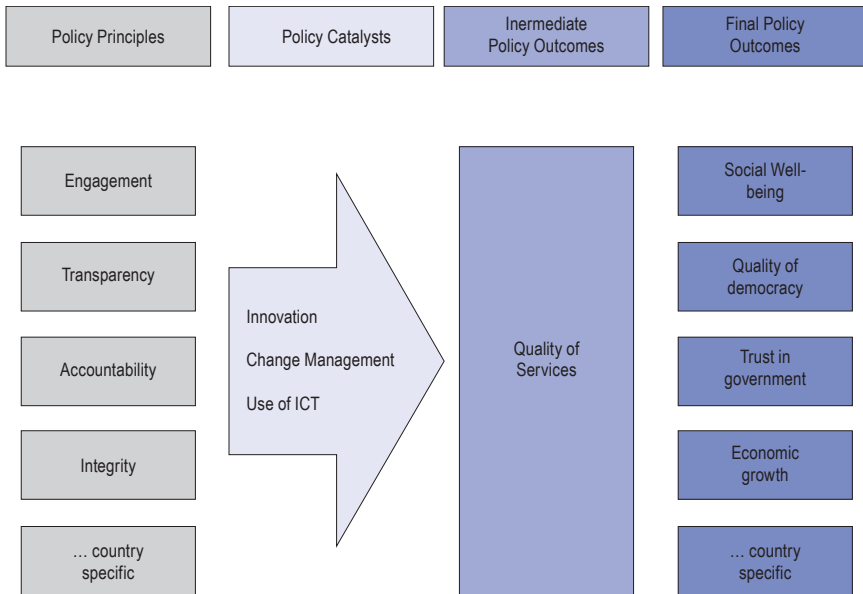 Policy Principles
Policy Catalysts
Inermediate
Policy Outcomes
Final Policy
Outcomes
Engagement
Transparency
Accountability
Integrity
... country
specific
Innovation
Change Management
Use of ICT
Quality of
Services
Social Well-
being
Quality of
democracy
Trust in
government
Economic
growth
... country
specific